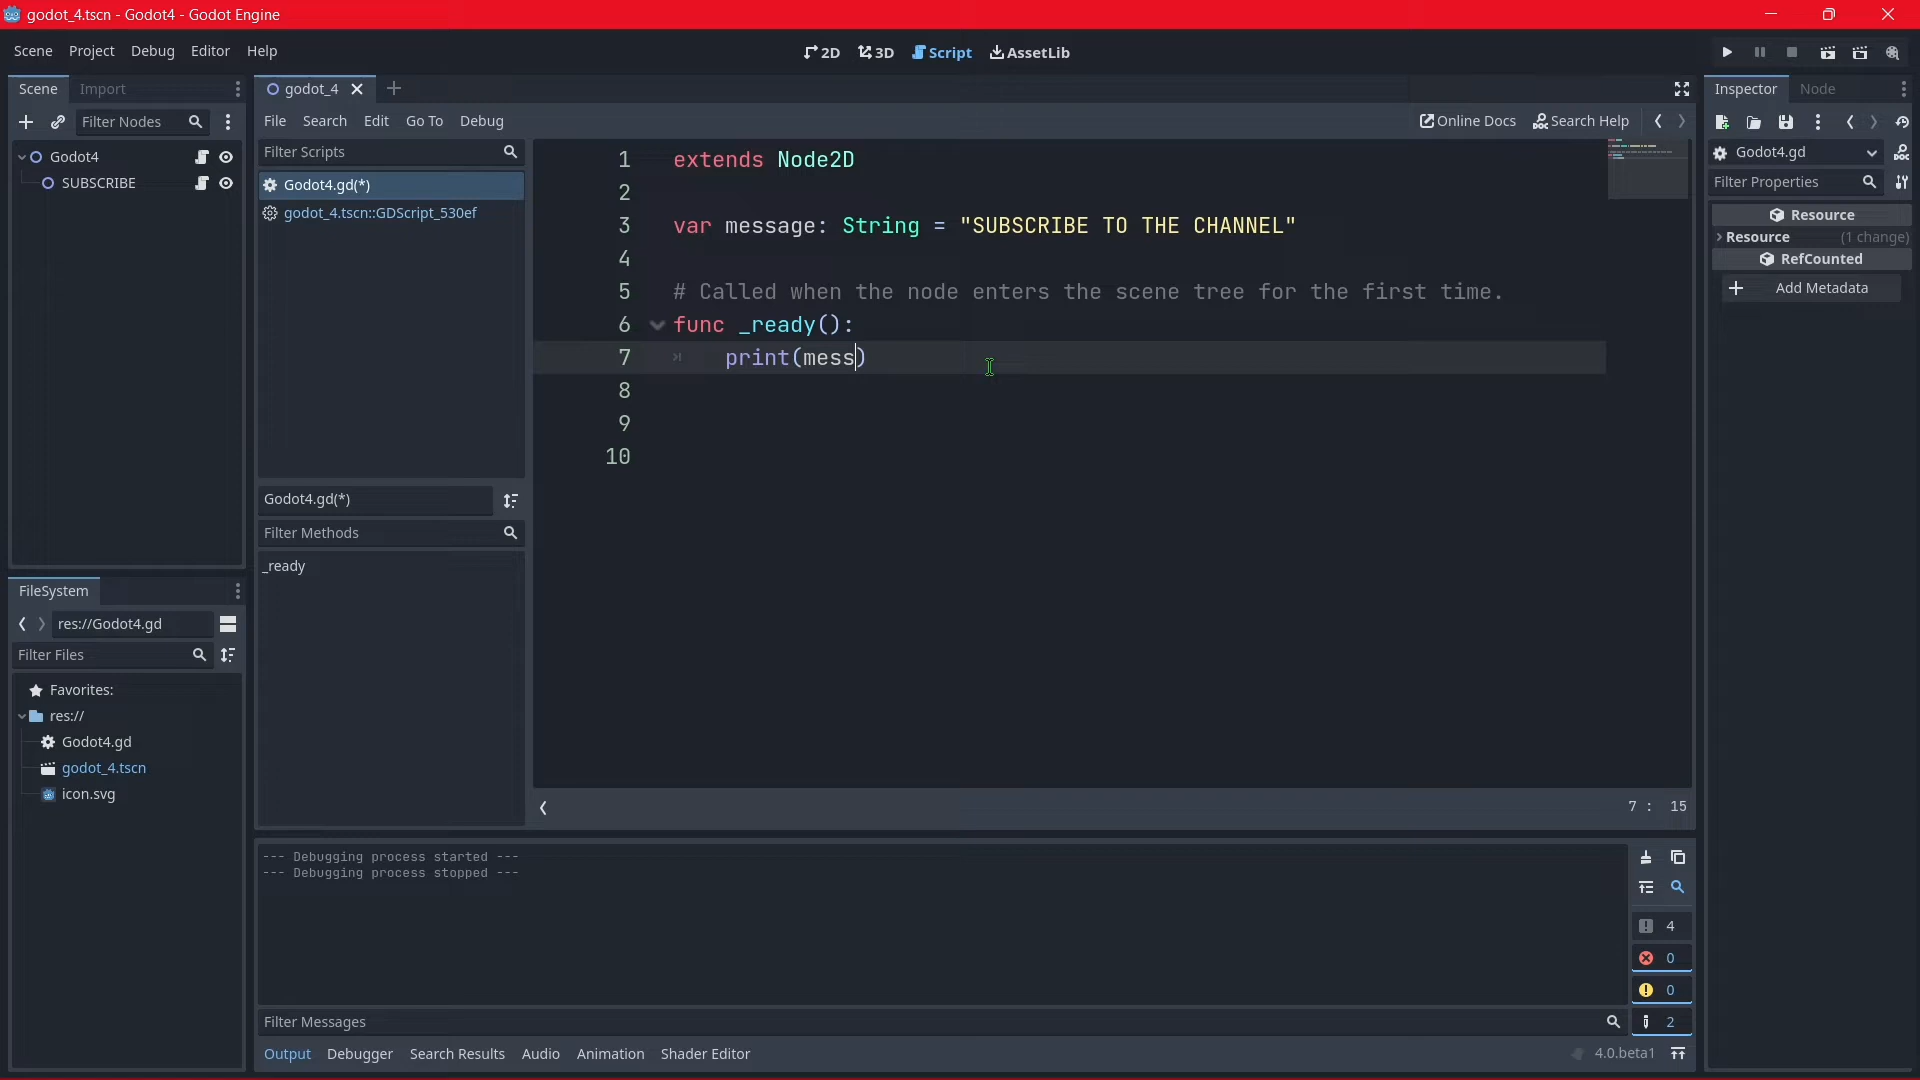 godot_4.tscn - Godot4 - Godot Engine
Scene Project Debug Editor Help
2D 3D Script AssetLib
Scene Import
Filter Nodes
Godot4
SUBSCRIBE
FileSystem
res://Godot4.gd
Filter Files
Favorites:
res://
Godot4.gd
godot_4.tscn
icon.svg
godot_4
File Search Edit Go To Debug
Online Docs Search Help
Filter Scripts
Godot4.gd(*)
godot_4.tscn::GDScript_530ef
Godot4.gd(*)
Filter Methods
_ready
1 extends Node2D
2
3 var message: String = "SUBSCRIBE TO THE CHANNEL"
4
5 # Called when the node enters the scene tree for the first time.
6 func _ready():
7 print(mess)
8
9
10
7 : 15
--- Debugging process started ---
--- Debugging process stopped ---
4
0
0
2
Filter Messages
Output Debugger Search Results Audio Animation Shader Editor
4.0.beta1
Inspector Node
Godot4.gd
Filter Properties
Resource
Resource (1 change)
RefCounted
Add Metadata